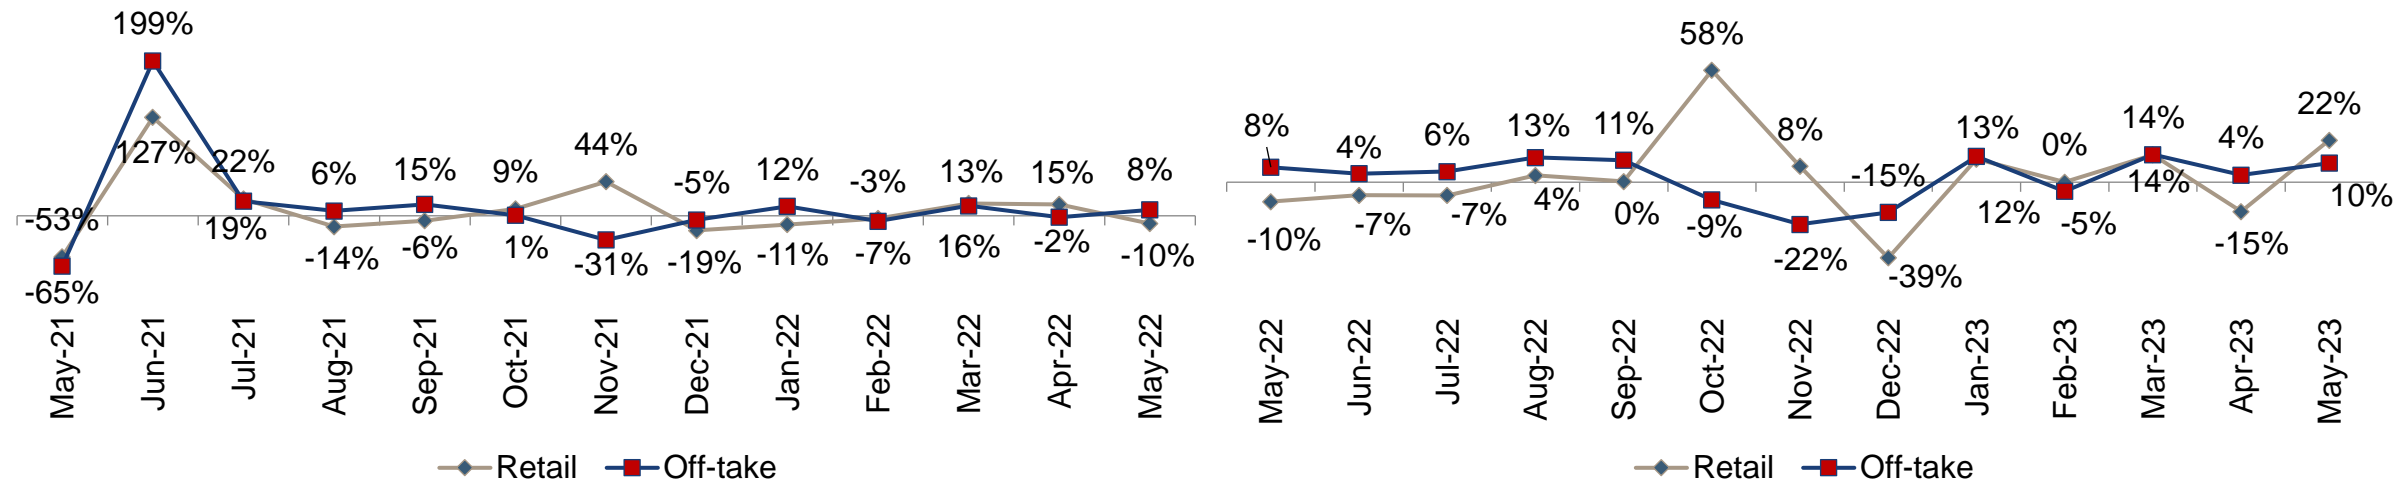 199%
127%
22%
19%
-53%
-65%
6%
-14%
15%
-6%
9%
1%
44%
-31%
-5%
-19%
12%
-11%
-3%
-7%
13%
16%
15%
-2%
8%
-10%
May-21
Jun-21
Jul-21
Aug-21
Sep-21
Oct-21
Nov-21
Dec-21
Jan-22
Feb-22
Mar-22
Apr-22
May-22
Retail
Off-take
8%
-10%
4%
-7%
6%
-7%
13%
4%
11%
0%
58%
-9%
8%
-22%
-15%
-39%
13%
12%
0%
-5%
14%
14%
4%
-15%
22%
10%
May-22
Jun-22
Jul-22
Aug-22
Sep-22
Oct-22
Nov-22
Dec-22
Jan-23
Feb-23
Mar-23
Apr-23
May-23
Retail
Off-take